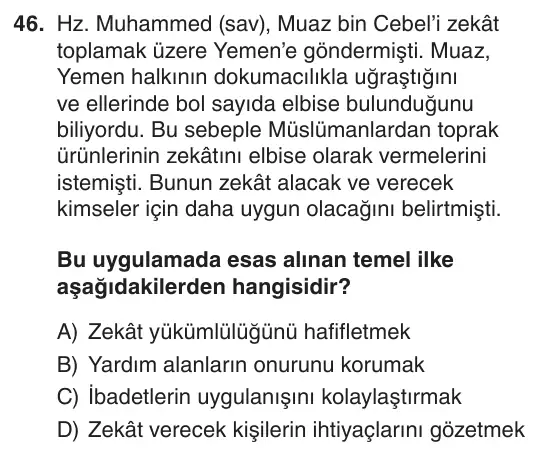 46. Hz. Muhammed (sav), Muaz bin Cebel’i zekât
toplamak üzere Yemen’e göndermişti. Muaz,
Yemen halkının dokumacılıkla uğraştığını
ve ellerinde bol sayıda elbise bulunduğunu
biliyordu. Bu sebeple Müslümanlardan toprak
ürünlerinin zekâtını elbise olarak vermelerini
istemişti. Bunun zekât alacak ve verecek
kimseler için daha uygun olacağını belirtmişti.
Bu uygulamada esas alınan temel ilke
aşağıdakilerden hangisidir?
A) Zekât yükümlülüğünü hafifletmek
B) Yardım alanların onurunu korumak
C) İbadetlerin uygulanışını kolaylaştırmak
D) Zekât verecek kişilerin ihtiyaçlarını gözetmek